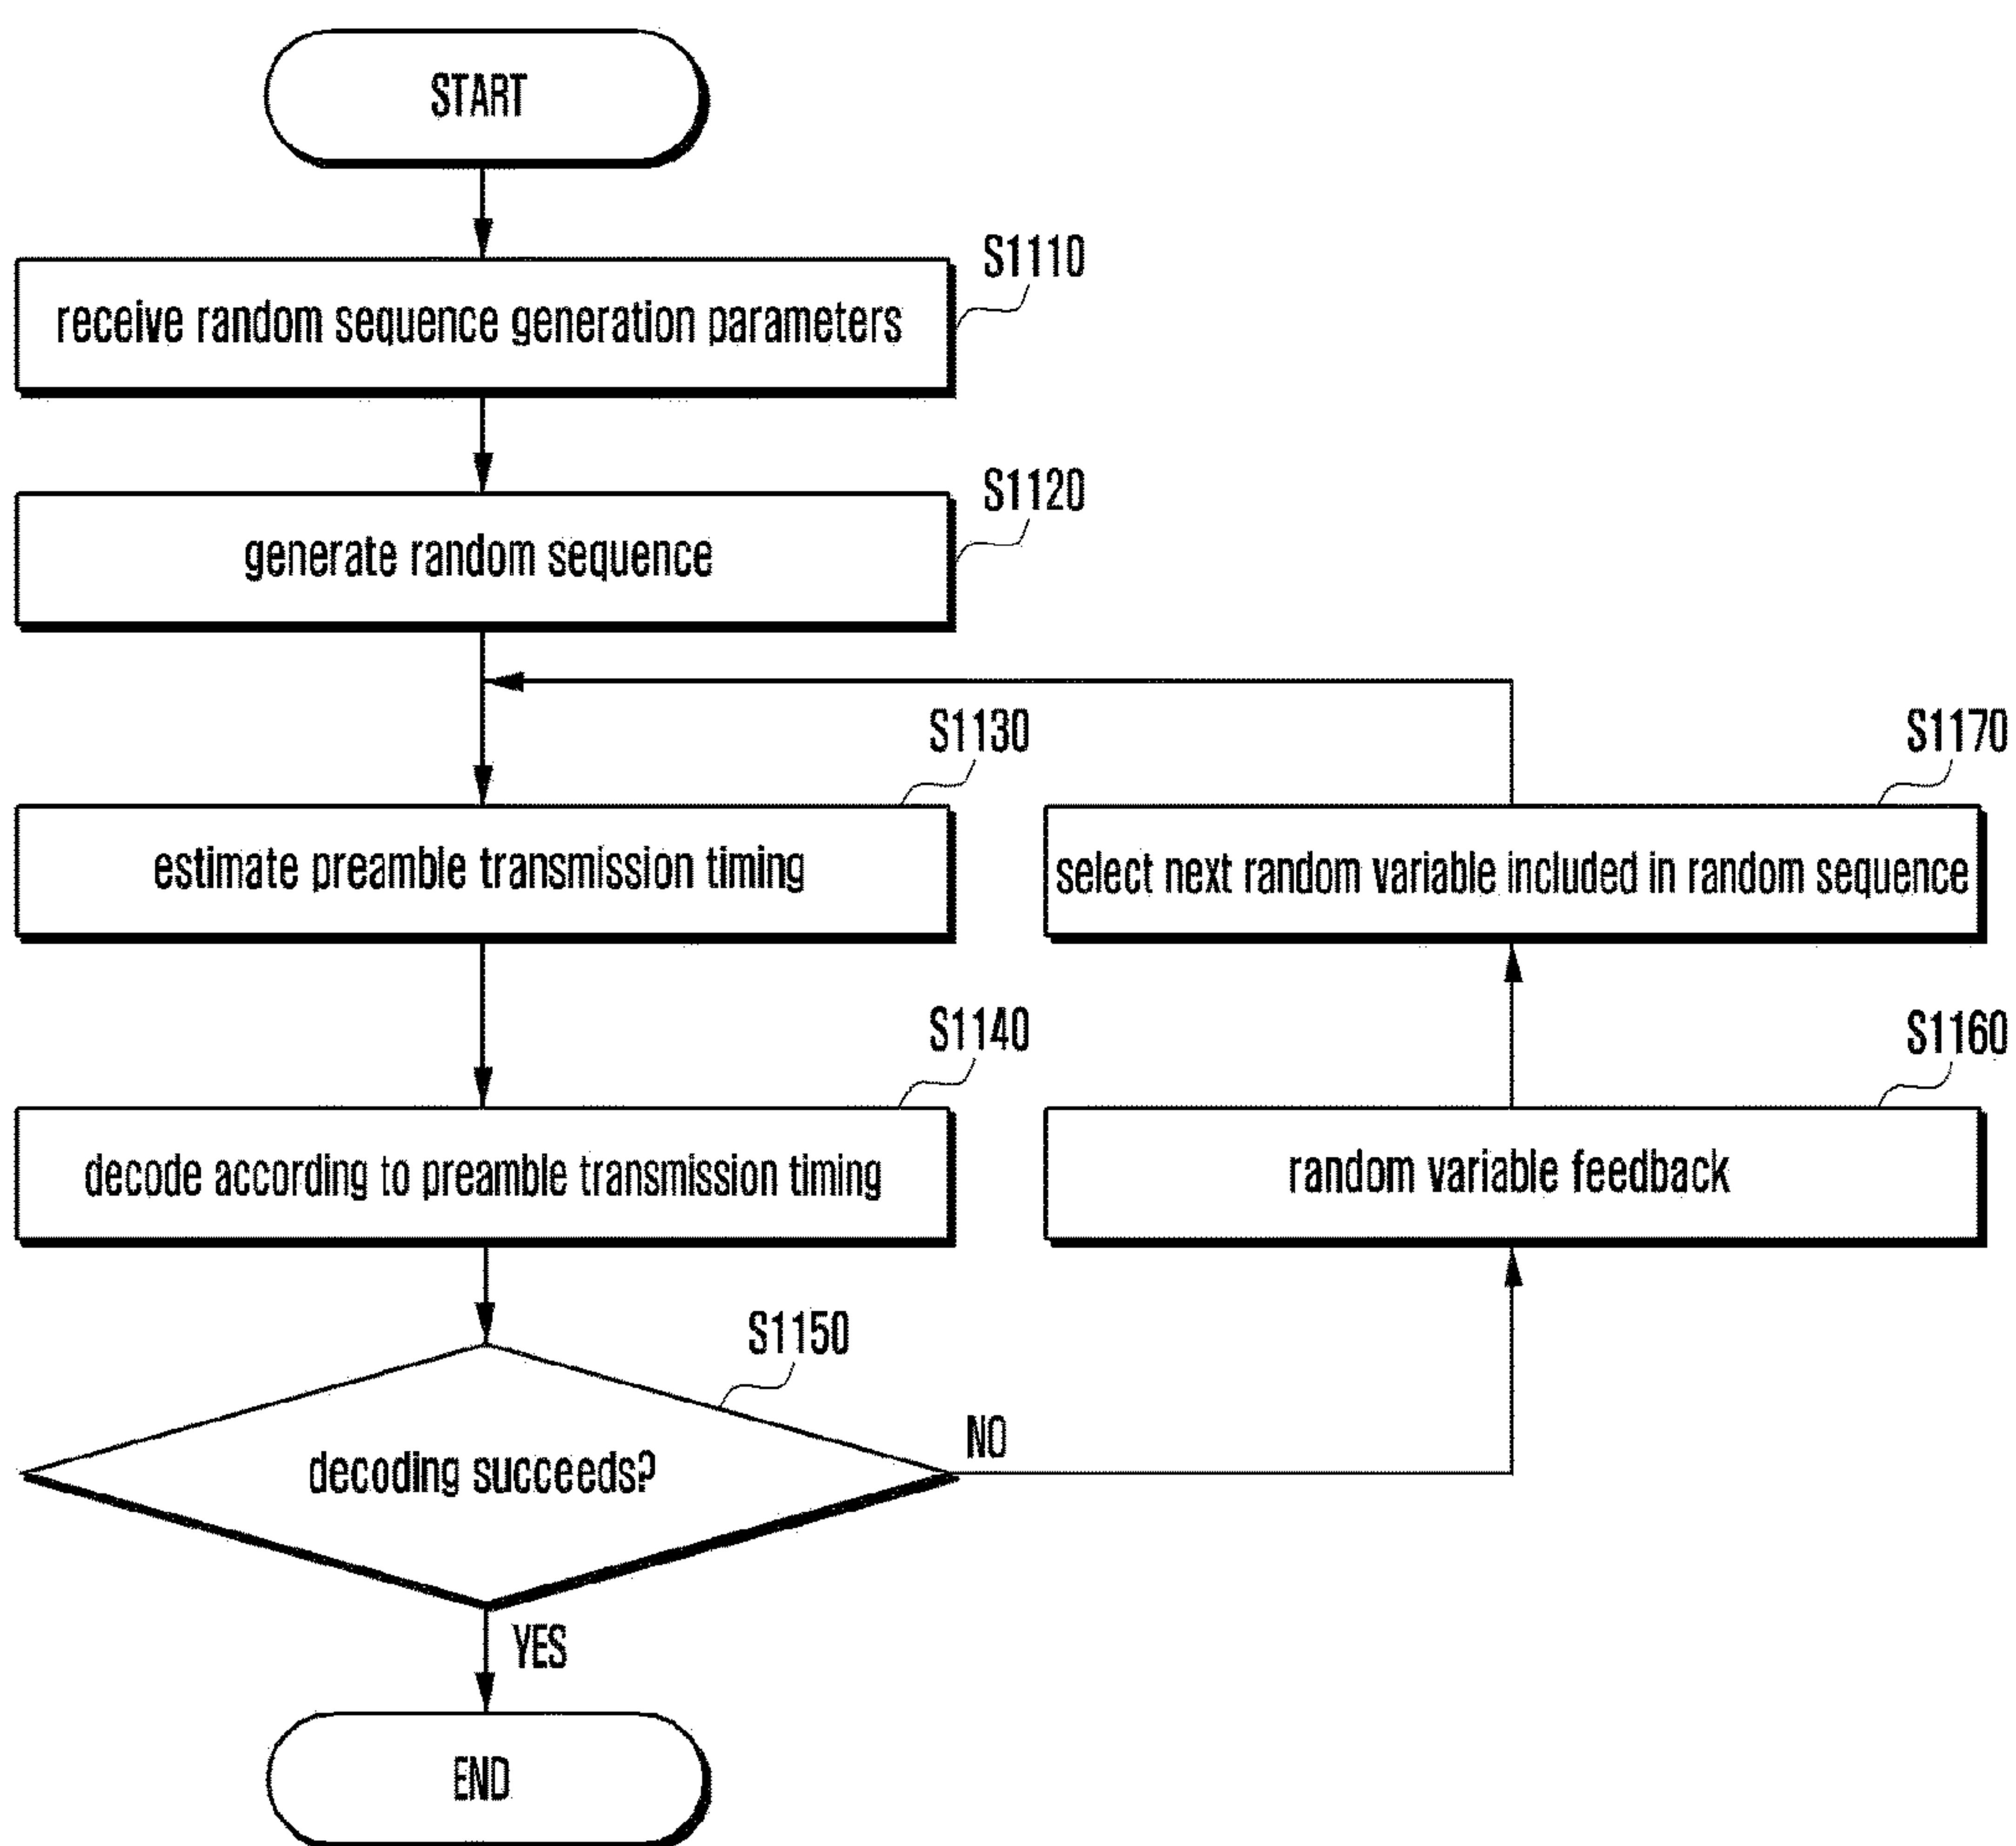 START
S1110
receive random sequence generation parameters
S1120
generate random sequence
S1130
estimate preamble transmission timing
S1170
select next random variable included in random sequence
S1140
decode according to preamble transmission timing
S1160
random variable feedback
S1150
decoding succeeds?
NO
YES
END